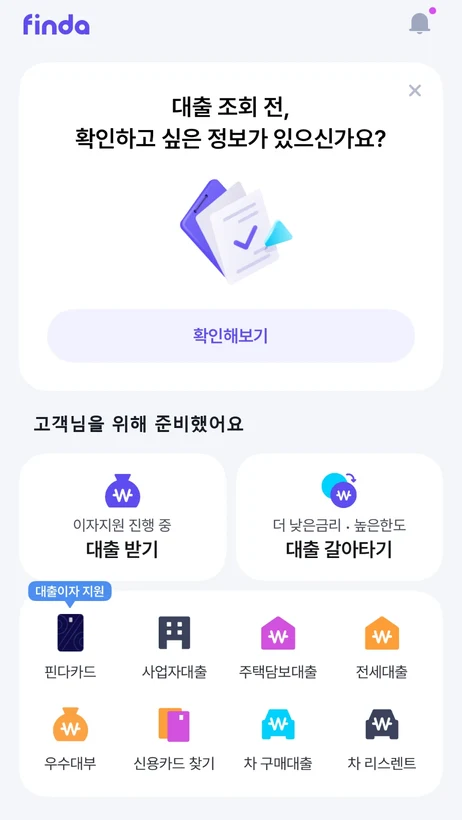 finda
대출 조회 전,
확인하고 싶은 정보가 있으신가요?
확인해보기
고객님을 위해 준비했어요
이자지원 진행 중
대출 받기
더 낮은금리 · 높은한도
대출 갈아타기
대출이자 지원
핀다카드
사업자대출
주택담보대출
전세대출
우수대부
신용카드 찾기
차 구매대출
차 리스렌트